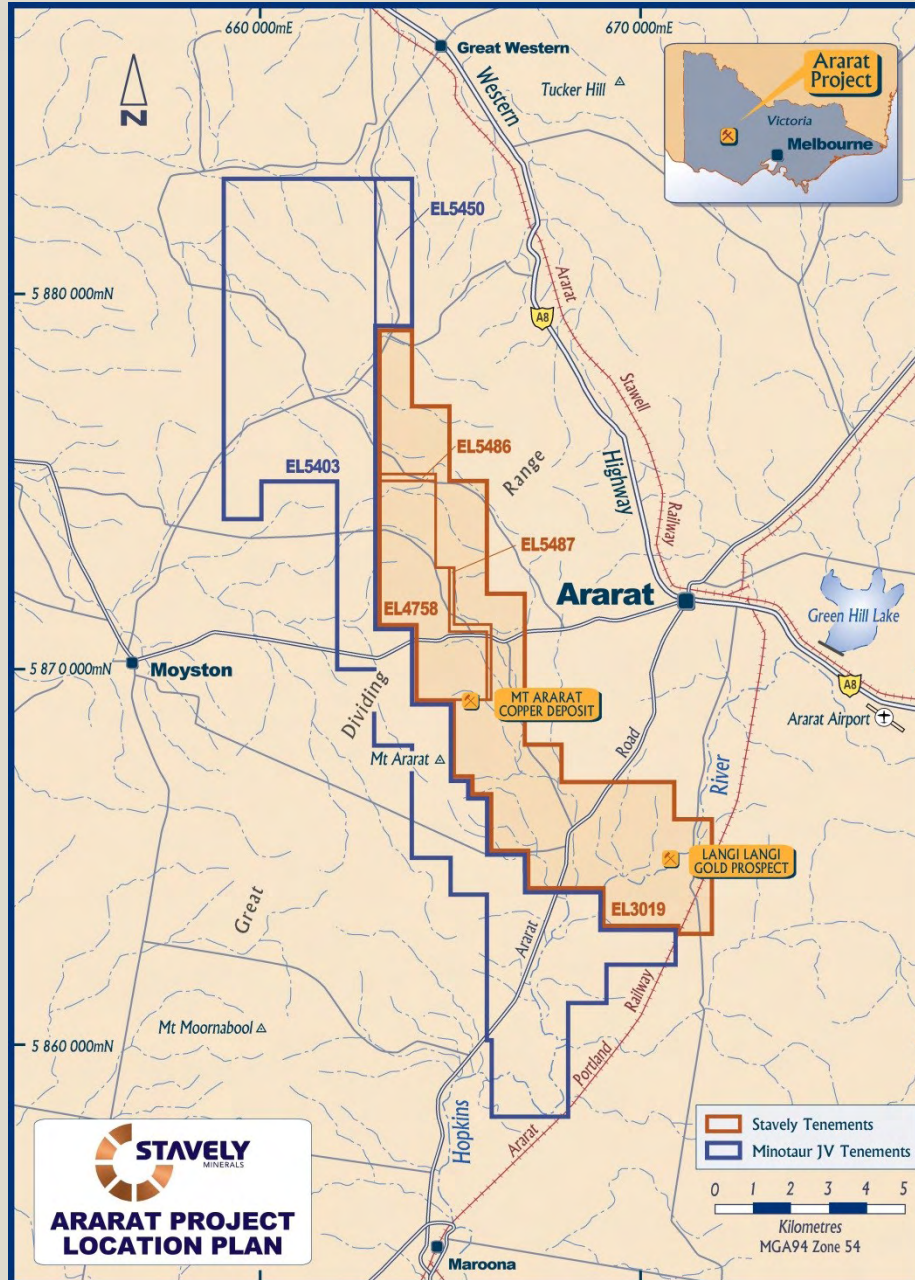 660 000mE
670 000mE
Great Western
N
Western
Tucker Hill
Ararat
Project
Victoria
Melbourne
EL5450
5 880 000mN
Ararat
A8
Stawell
EL5486
Range
Highway
EL5403
Railway
EL5487
Ararat
EL4758
Green Hill Lake
5 870 000mN
Moyston
Dividing
MT ARARAT
COPPER DEPOSIT
A8
Ararat Airport
Road
Mt Ararat
River
LANGI LANGI
GOLD PROSPECT
Great
EL3019
Ararat
Railway
Mt Moornabool
5 860 000mN
Portland
Hopkins
Ararat
Stavely Tenements
Minotaur JV Tenements
STAVELY
MINERALS
0 1 2 3 4 5
Kilometres
MGA94 Zone 54
ARARAT PROJECT
LOCATION PLAN
Maroona